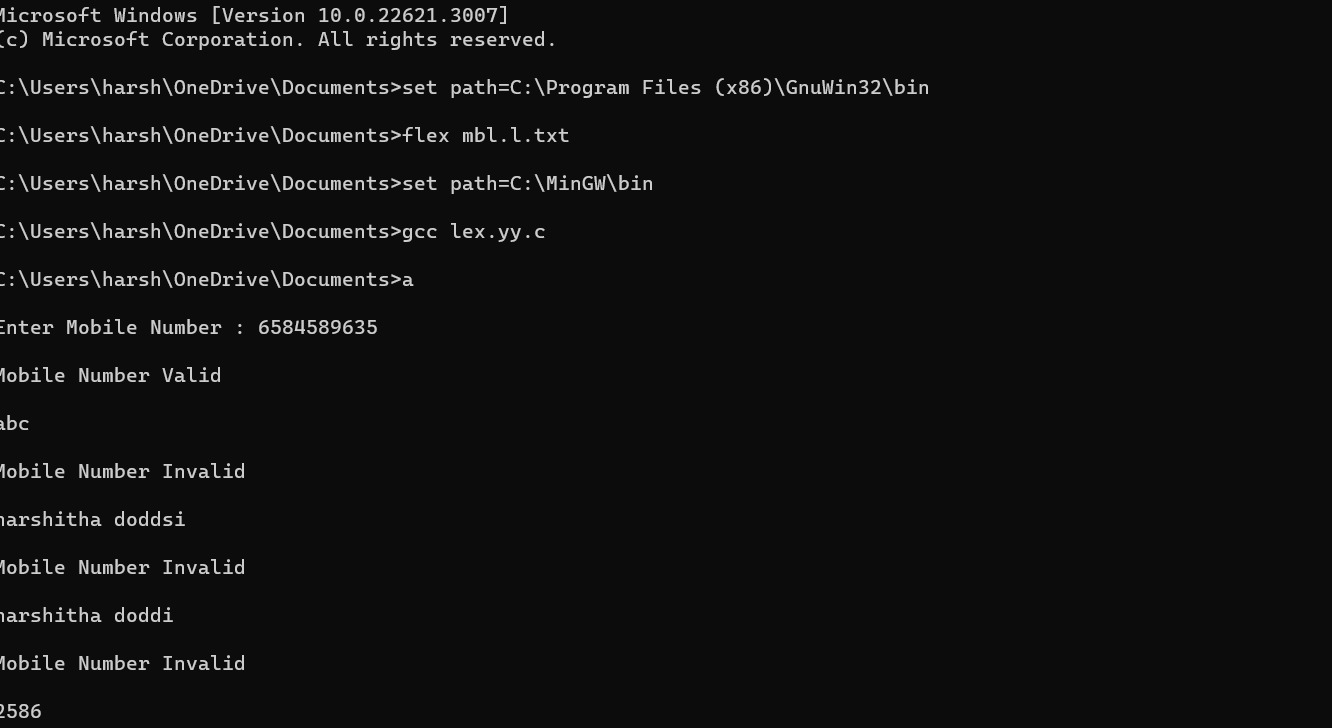 Microsoft Windows [Version 10.0.22621.3007]
(c) Microsoft Corporation. All rights reserved.
C:\Users\harsh\OneDrive\Documents>set path=C:\Program Files (x86)\GnuWin32\bin
C:\Users\harsh\OneDrive\Documents>flex mbl.l.txt
C:\Users\harsh\OneDrive\Documents>set path=C:\MinGW\bin
C:\Users\harsh\OneDrive\Documents>gcc lex.yy.c
C:\Users\harsh\OneDrive\Documents>a
Enter Mobile Number : 6584589635
Mobile Number Valid
abc
Mobile Number Invalid
harshitha doddsi
Mobile Number Invalid
harshitha doddi
Mobile Number Invalid
2586